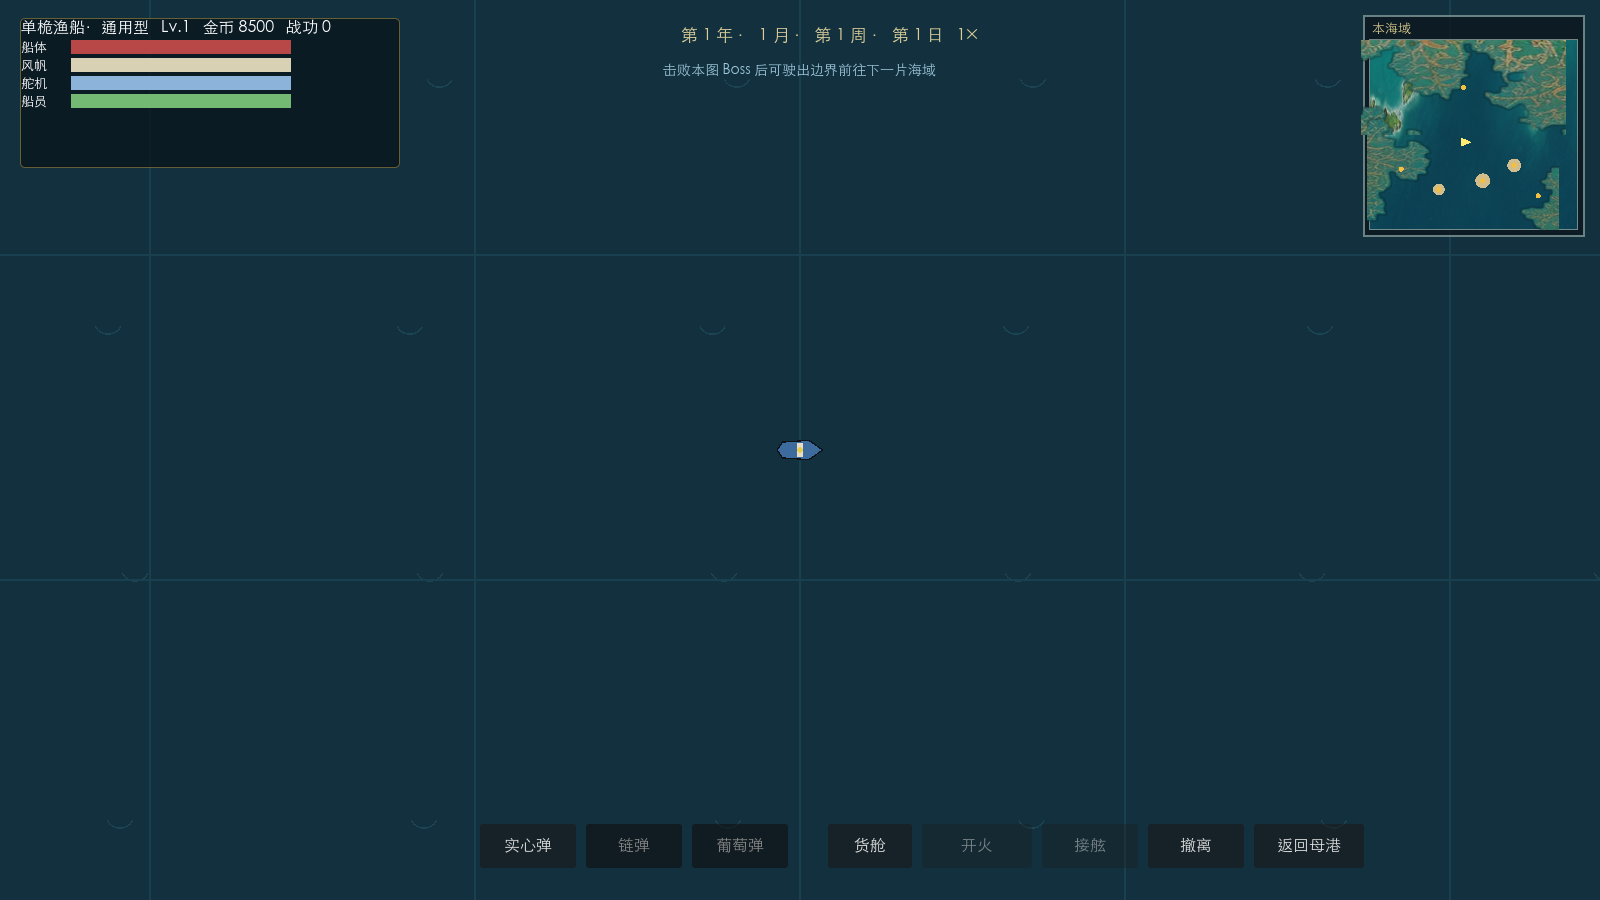 单桅渔船· 通用型 Lv.1 金币 8500 战功 0
船体
风帆
舵机
船员
第 1 年 · 1 月 · 第 1 周 · 第 1 日 1×
击败本图 Boss 后可驶出边界前往下一片海域
本海域
实心弹 链弹 葡萄弹 货舱 开火 接舷 撤离 返回母港